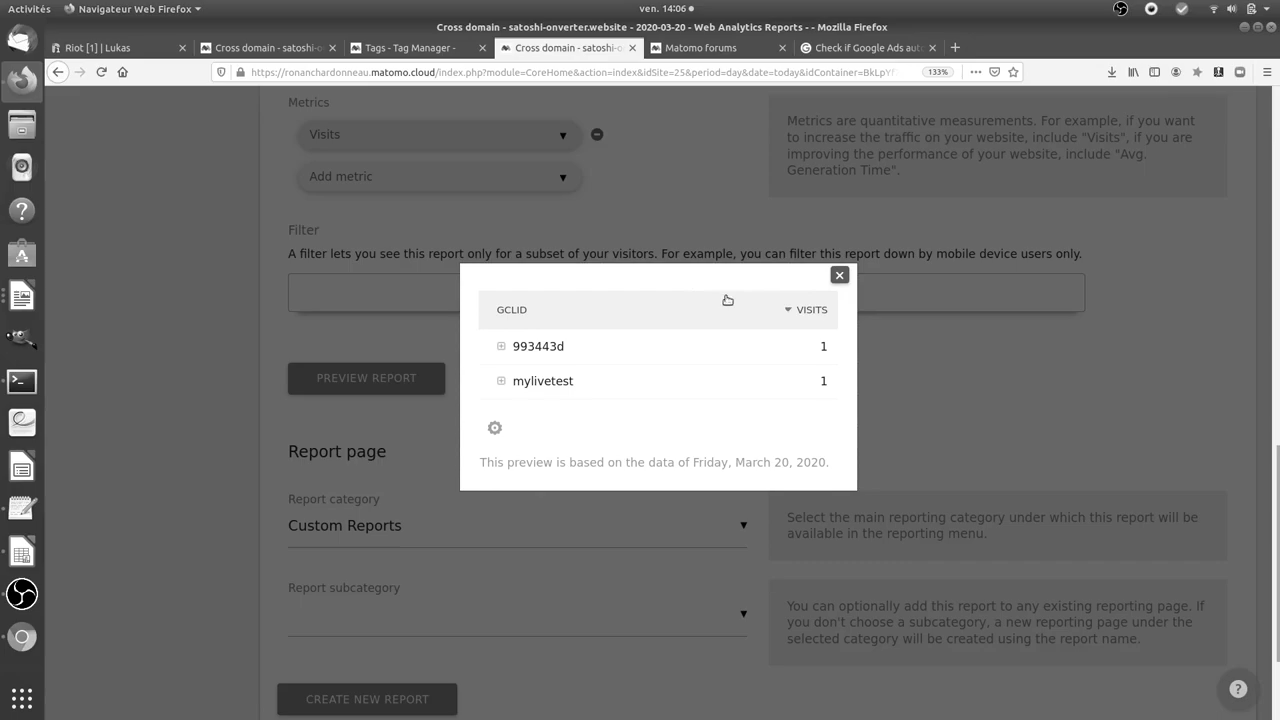 Activités
Navigateur Web Firefox
ven. 14:06
Cross domain - satoshi-onverter.website - 2020-03-20 - Web Analytics Reports - - Mozilla Firefox
Riot [1] | Lukas
Cross domain - satoshi-o
Tags - Tag Manager -
Cross domain - satoshi-o
Matomo forums
Check if Google Ads aut
https://ronanchardonneau.matomo.cloud/index.php?module=CoreHome&action=index&idSite=25&period=day&date=today&idContainer=BkLpY
133%
Metrics
Visits
Add metric
Metrics are quantitative measurements. For example, if you want
to increase the traffic on your website, include "Visits", if you are
improving the performance of your website, include "Avg.
Generation Time".
Filter
A filter lets you see this report only for a subset of your visitors. For example, you can filter this report down by mobile device users only.
GCLID
VISITS
993443d
1
mylivetest
1
This preview is based on the data of Friday, March 20, 2020.
PREVIEW REPORT
Report page
Report category
Custom Reports
Select the main reporting category under which this report will be
available in the reporting menu.
Report subcategory
You can optionally add this report to any existing reporting page. If
you don't choose a subcategory, a new reporting page under the
selected category will be created using the report name.
CREATE NEW REPORT